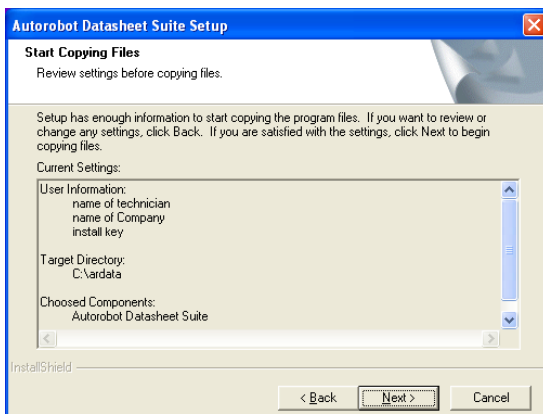 Autorobot Datasheet Suite Setup
Start Copying Files
Review settings before copying files.
Setup has enough information to start copying the program files. If you want to review or
change any settings, click Back. If you are satisfied with the settings, click Next to begin
copying files.
Current Settings:
User Information:
name of technician
name of Company
install key
Target Directory:
C:\ardata
Choosed Components:
Autorobot Datasheet Suite
InstallShield
< Back
Next >
Cancel